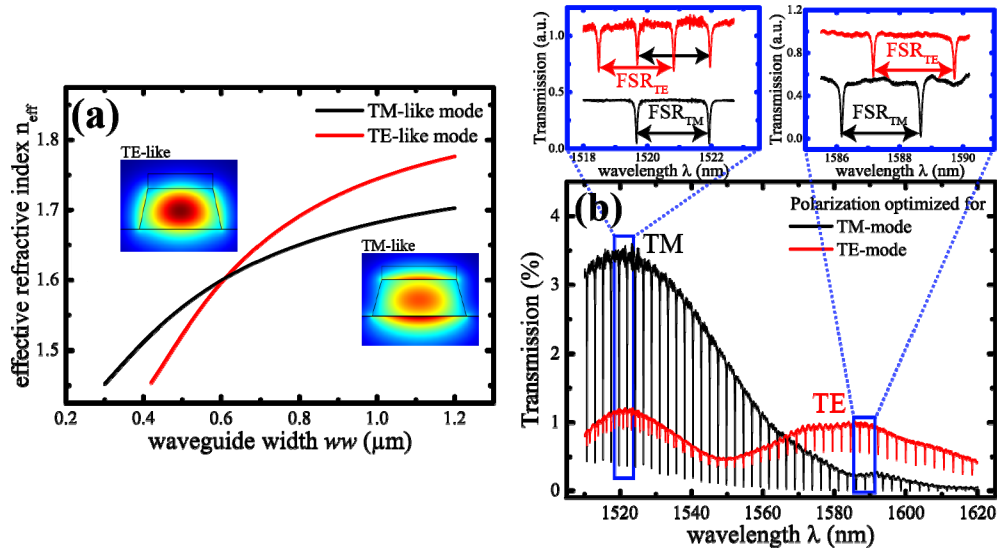 (a)
TM-like mode
TE-like mode
TE-like
TM-like
effective refractive index n_eff
1.8
1.7
1.6
1.5
0.2 0.4 0.6 0.8 1.0 1.2
waveguide width ww (μm)
Transmission (a.u.)
1.0
0.5
0.0
FSR_TE
FSR_TM
1518 1520 1522
wavelength λ (nm)
Transmission (a.u.)
1.2
0.8
0.4
0.0
FSR_TE
FSR_TM
1586 1588 1590
wavelength λ (nm)
(b)
Polarization optimized for
TM-mode
TE-mode
TM
TE
Transmission (%)
4
3
2
1
0
1520 1540 1560 1580 1600 1620
wavelength λ (nm)